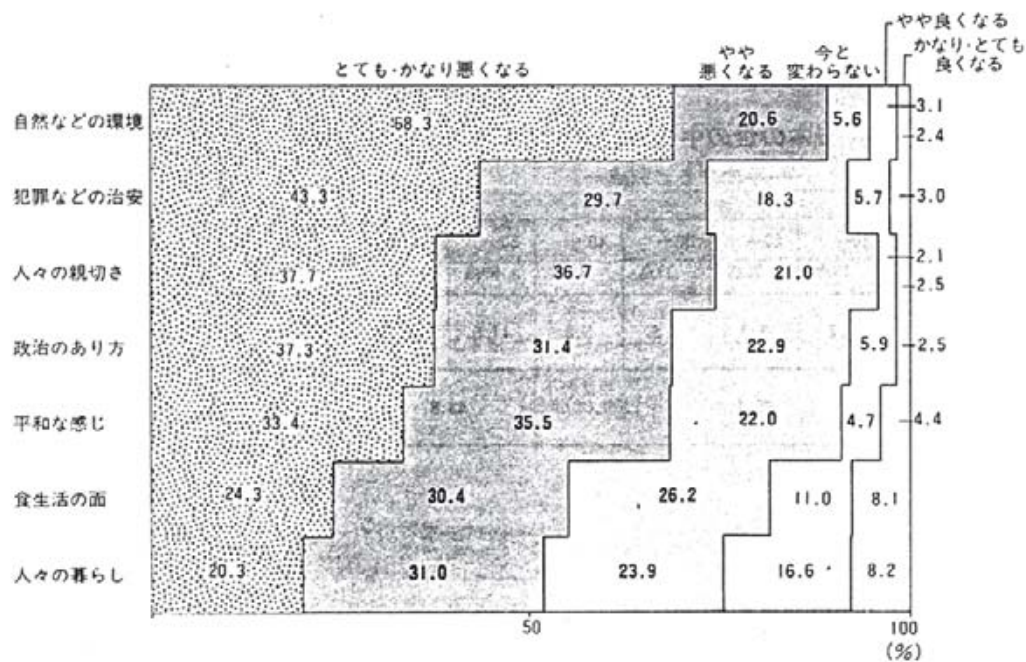 やや良くなる
かなり・とても
良くなる
とても・かなり悪くなる
やや
悪くなる
今と
変わらない
自然などの環境 68.3 20.6 5.6 3.1
2.4
犯罪などの治安 43.3 29.7 18.3 5.7 3.0
人々の親切さ 37.7 36.7 21.0 2.1
2.5
政治のあり方 37.3 31.4 22.9 5.9 2.5
平和な感じ 33.4 35.5 22.0 4.7 4.4
食生活の面 24.3 30.4 26.2 11.0 8.1
人々の暮らし 20.3 31.0 23.9 16.6 8.2
50 100
(%)